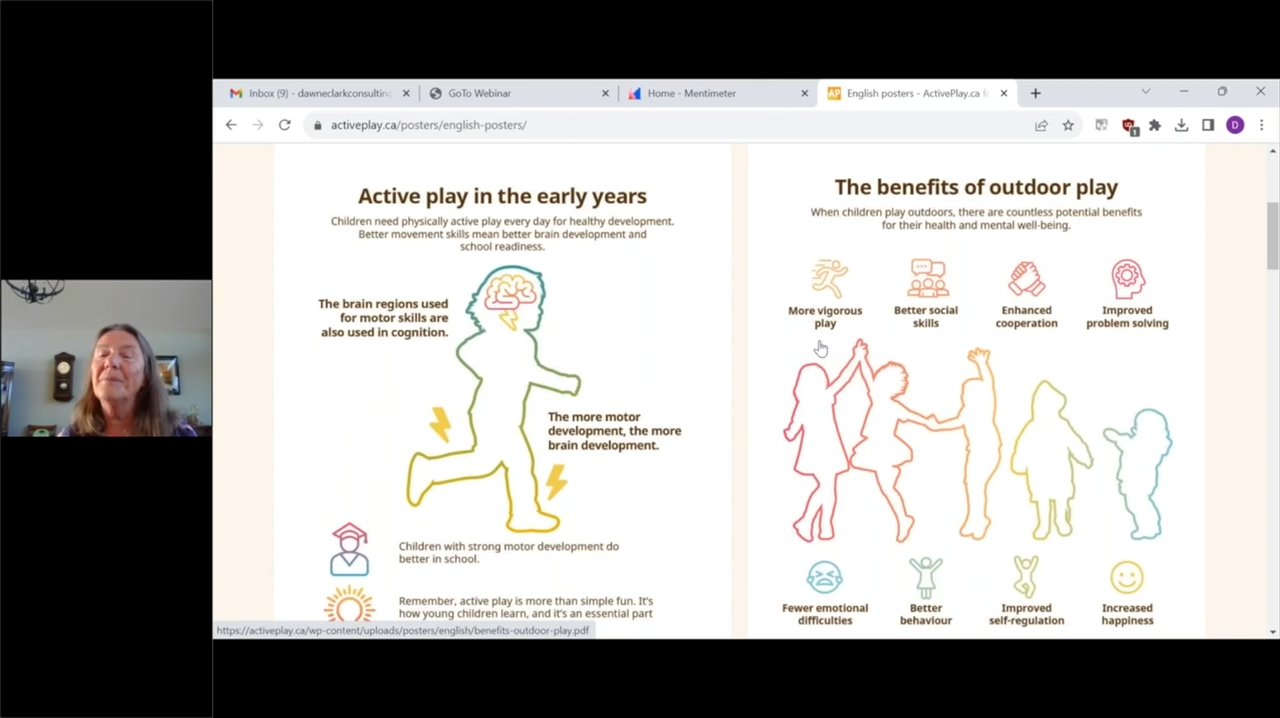 Inbox (9) - dawneclarkconsulting
GoTo Webinar
Home - Mentimeter
AP
English posters - ActivePlay.ca f
activeplay.ca/posters/english-posters/
1
D
Active play in the early years
Children need physically active play every day for healthy development.
Better movement skills mean better brain development and
school readiness.
The brain regions used
for motor skills are
also used in cognition.
The more motor
development, the more
brain development.
Children with strong motor development do
better in school.
Remember, active play is more than simple fun. It's
how young children learn, and it's an essential part
The benefits of outdoor play
When children play outdoors, there are countless potential benefits
for their health and mental well-being.
More vigorous
play
Better social
skills
Enhanced
cooperation
Improved
problem solving
Fewer emotional
difficulties
Better
behaviour
Improved
self-regulation
Increased
happiness
https://activeplay.ca/wp-content/uploads/posters/english/benefits-outdoor-play.pdf